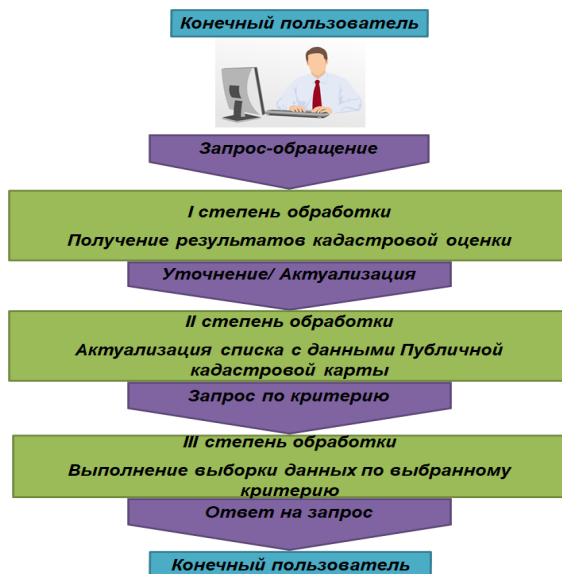 Конечный пользователь
Запрос-обращение
I степень обработки
Получение результатов кадастровой оценки
Уточнение/ Актуализация
II степень обработки
Актуализация списка с данными Публичной
кадастровой карты
Запрос по критерию
III степень обработки
Выполнение выборки данных по выбранному
критерию
Ответ на запрос
Конечный пользователь